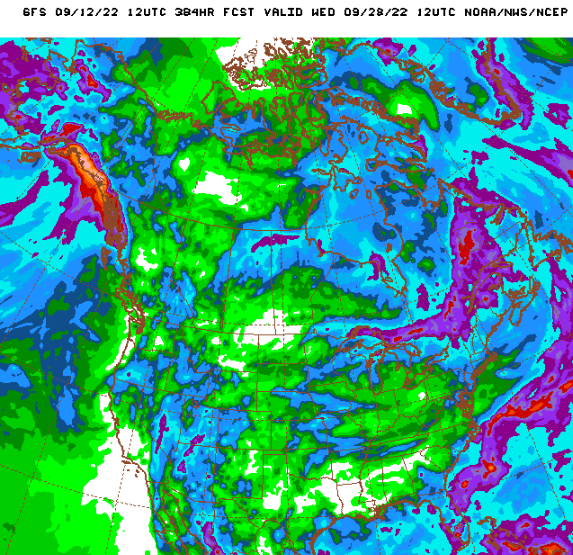 GFS 09/12/22 12UTC 384HR FCST VALID WED 09/28/22 12UTC NOAA/NWS/NCEP